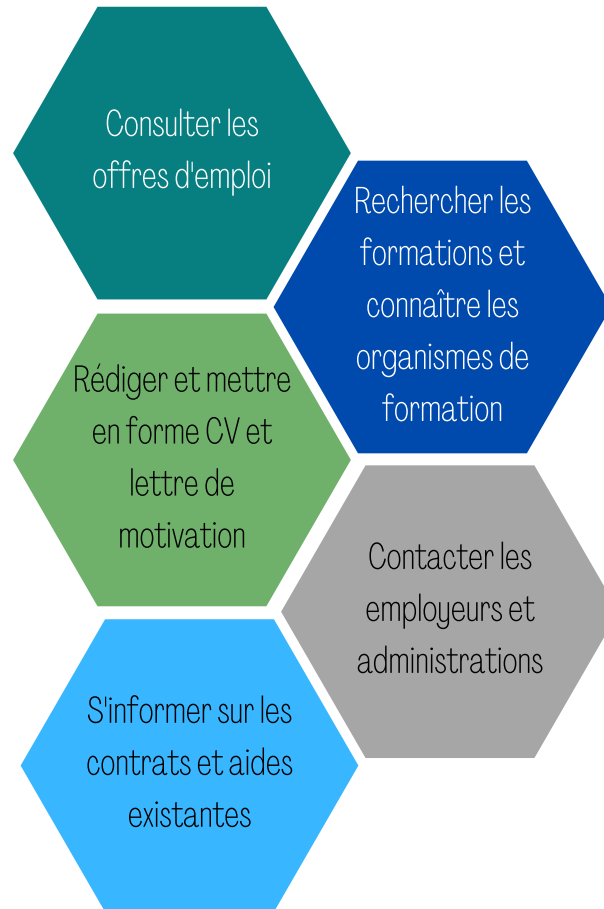 Consulter les
offres d'emploi
Rechercher les
formations et
connaître les
organismes de
formation
Rédiger et mettre
en forme CV et
lettre de
motivation
Contacter les
employeurs et
administrations
S'informer sur les
contrats et aides
existantes